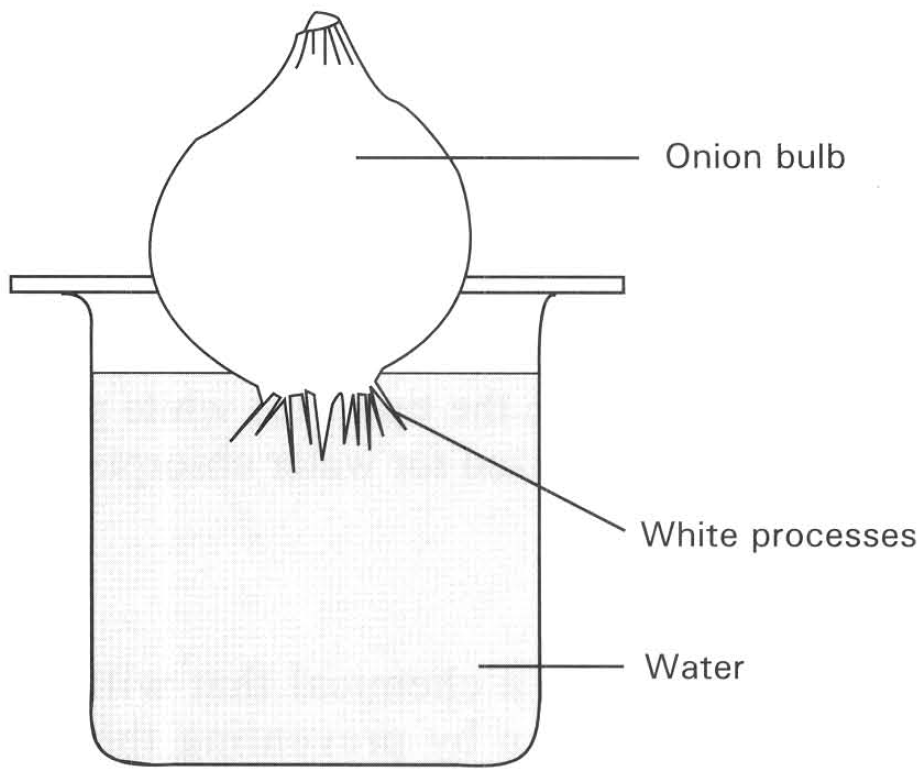 Onion bulb
White processes
Water